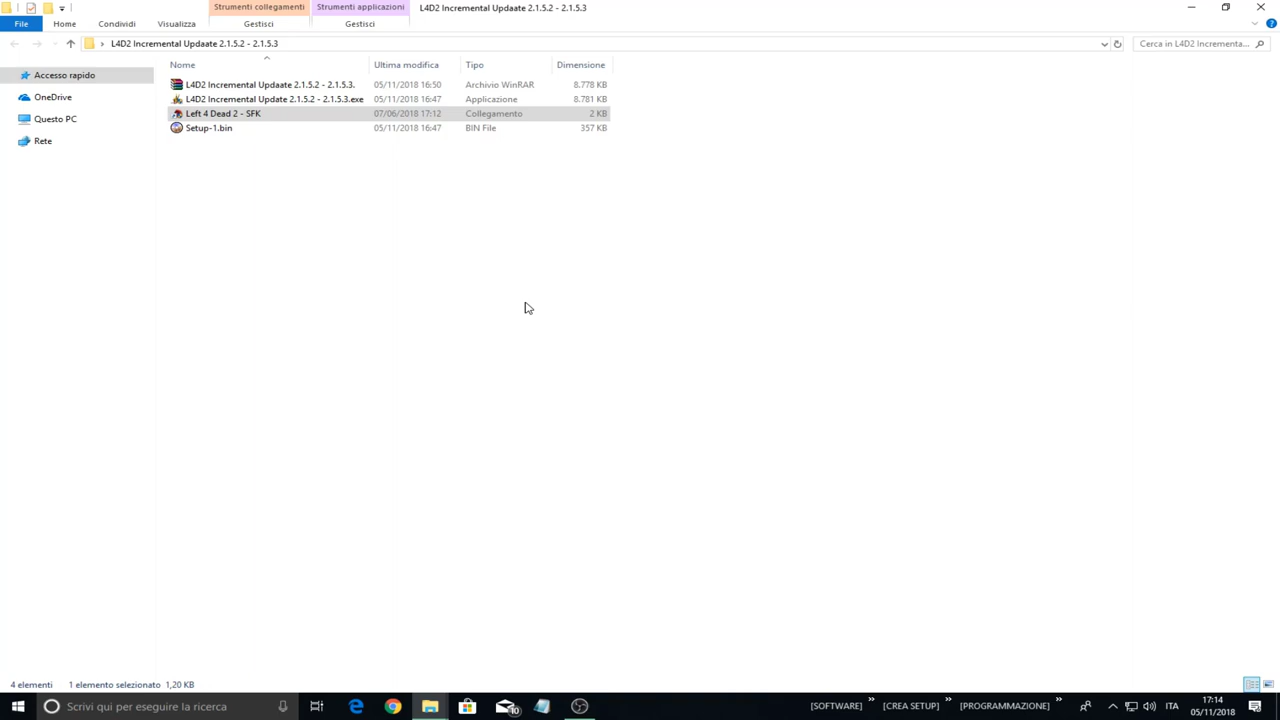 Strumenti collegamenti Strumenti applicazioni L4D2 Incremental Updaate 2.1.5.2 - 2.1.5.3
File Home Condividi Visualizza Gestisci Gestisci
L4D2 Incremental Updaate 2.1.5.2 - 2.1.5.3 Cerca in L4D2 Incrementa...
Nome Ultima modifica Tipo Dimensione
Accesso rapido
OneDrive
Questo PC
Rete
L4D2 Incremental Updaate 2.1.5.2 - 2.1.5.3. 05/11/2018 16:50 Archivio WinRAR 8.778 KB
L4D2 Incremental Update 2.1.5.2 - 2.1.5.3.exe 05/11/2018 16:47 Applicazione 8.781 KB
Left 4 Dead 2 - SFK 07/06/2018 17:12 Collegamento 2 KB
Setup-1.bin 05/11/2018 16:47 BIN File 357 KB
4 elementi 1 elemento selezionato 1,20 KB
Scrivi qui per eseguire la ricerca 10 [SOFTWARE] » [CREA SETUP] » [PROGRAMMAZIONE] » ITA 17:14
05/11/2018